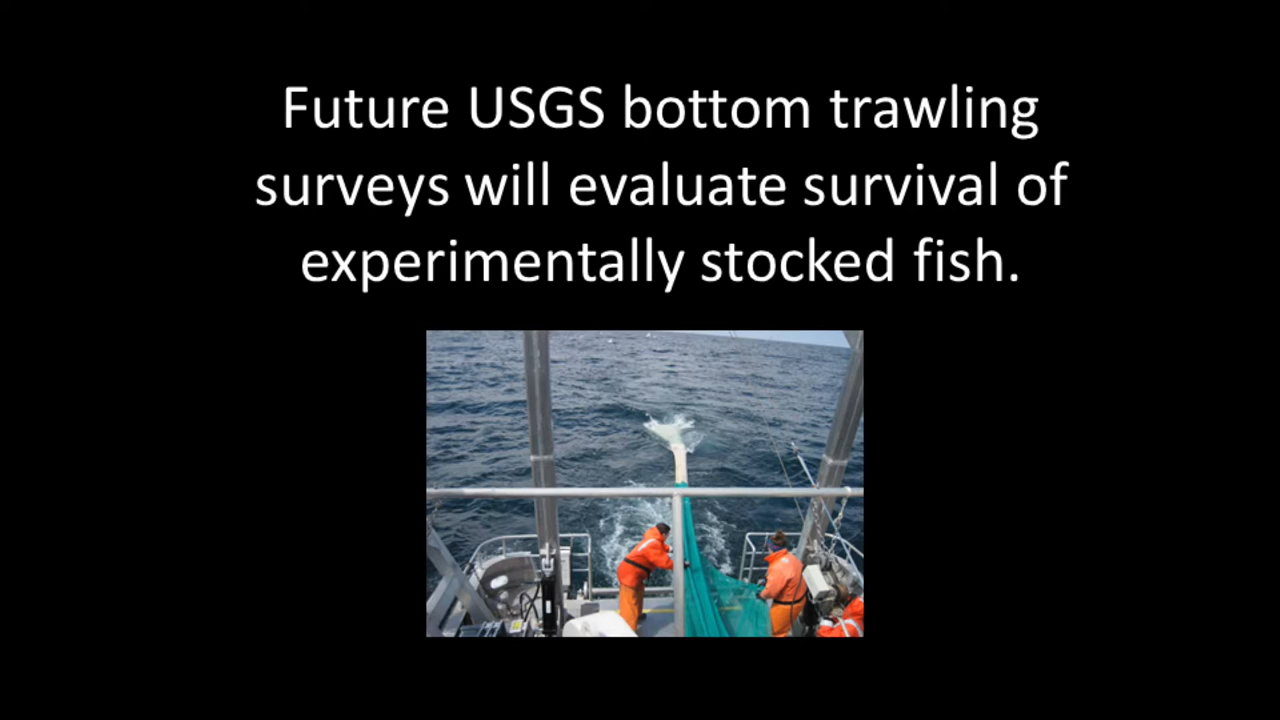 Future USGS bottom trawling
surveys will evaluate survival of
experimentally stocked fish.